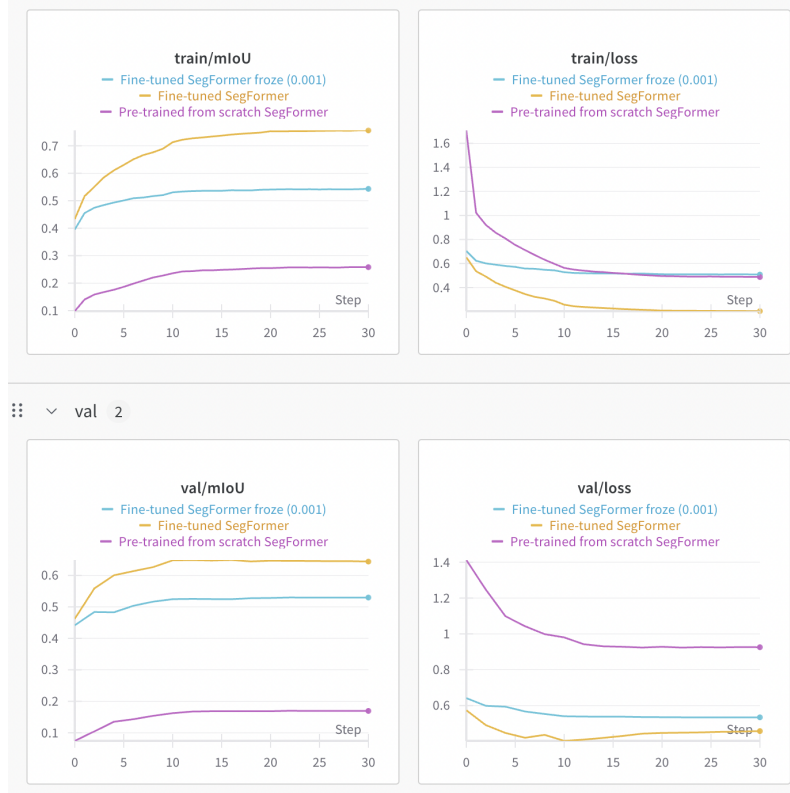 train/mIoU
Fine-tuned SegFormer froze (0.001)
Fine-tuned SegFormer
Pre-trained from scratch SegFormer
0.7
0.6
0.5
0.4
0.3
0.2
0.1
Step
0 5 10 15 20 25 30
train/loss
Fine-tuned SegFormer froze (0.001)
Fine-tuned SegFormer
Pre-trained from scratch SegFormer
1.6
1.4
1.2
1
0.8
0.6
0.4
Step
0 5 10 15 20 25 30
val 2
val/mIoU
Fine-tuned SegFormer froze (0.001)
Fine-tuned SegFormer
Pre-trained from scratch SegFormer
0.6
0.5
0.4
0.3
0.2
0.1
Step
0 5 10 15 20 25 30
val/loss
Fine-tuned SegFormer froze (0.001)
Fine-tuned SegFormer
Pre-trained from scratch SegFormer
1.4
1.2
1
0.8
0.6
Step
0 5 10 15 20 25 30